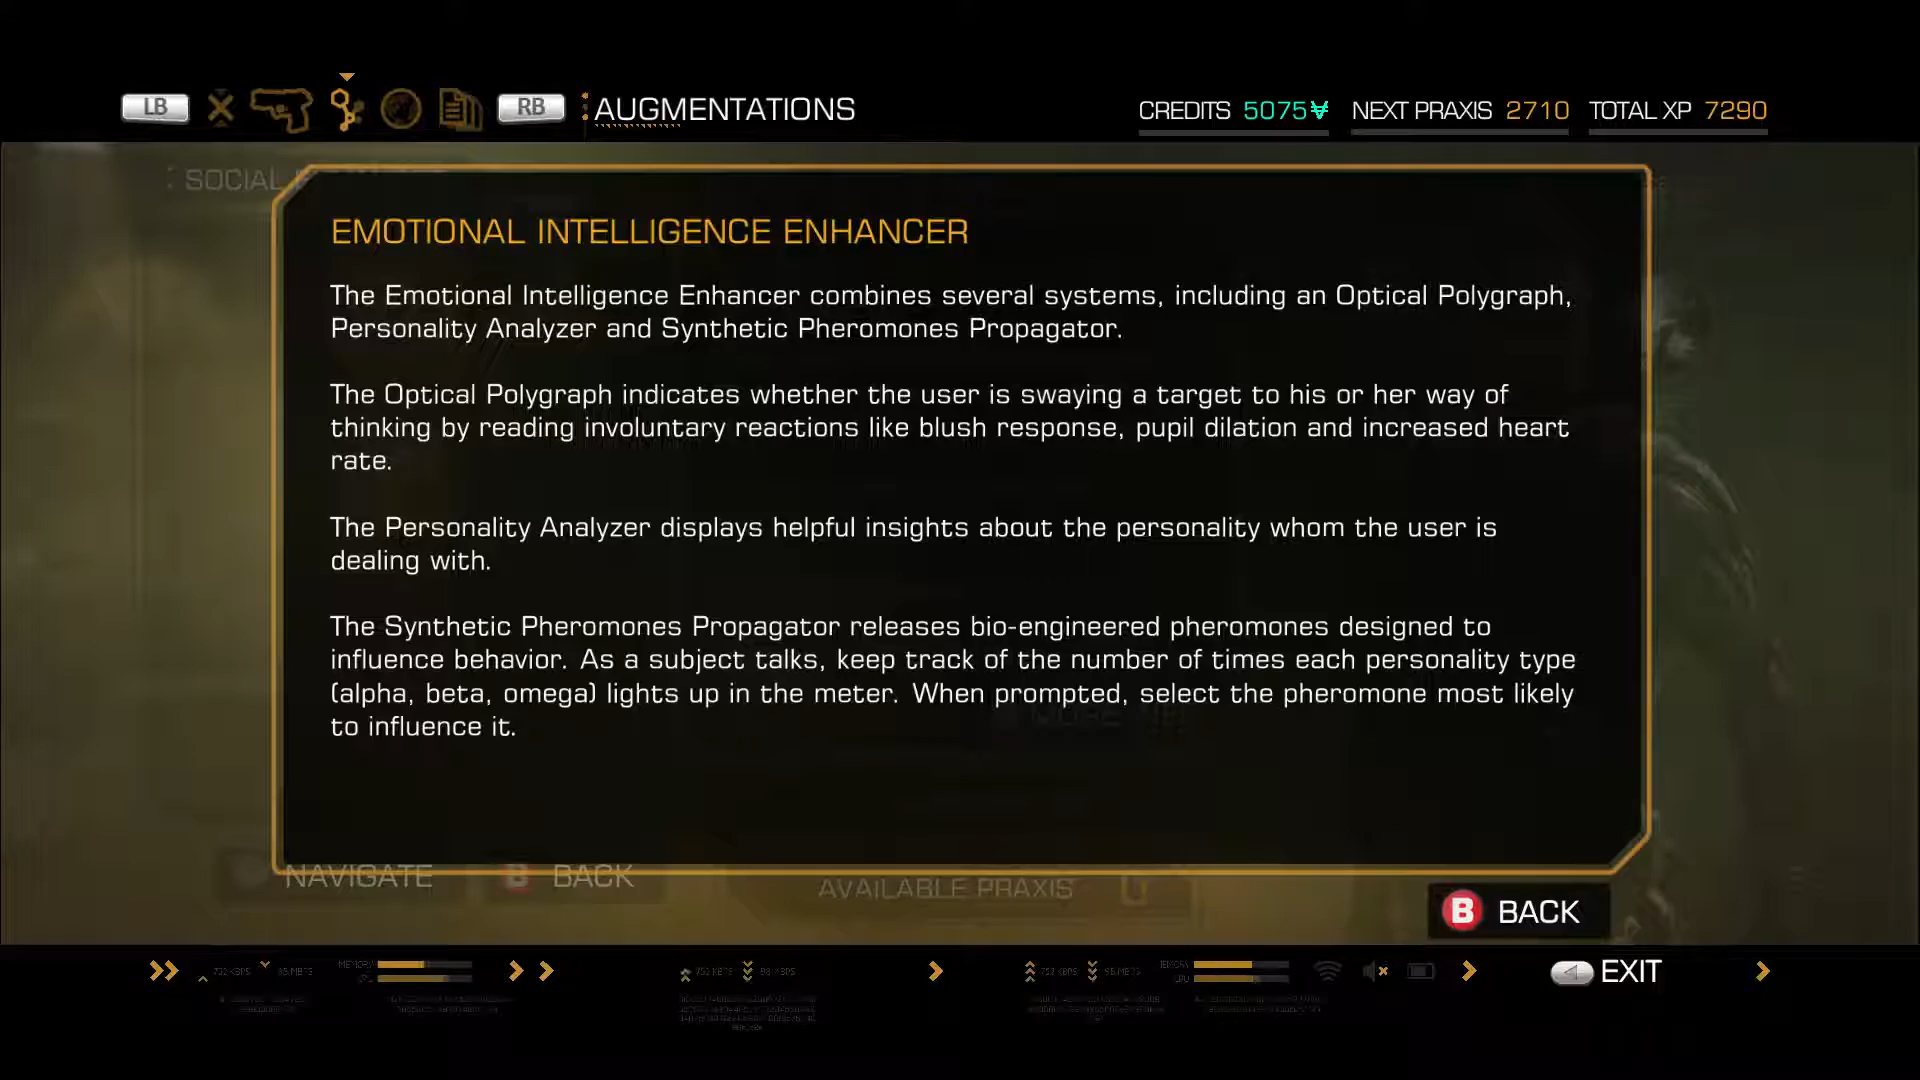 LB RB AUGMENTATIONS CREDITS 5075 NEXT PRAXIS 2710 TOTAL XP 7290
SOCIAL
EMOTIONAL INTELLIGENCE ENHANCER
The Emotional Intelligence Enhancer combines several systems, including an Optical Polygraph,
Personality Analyzer and Synthetic Pheromones Propagator.
The Optical Polygraph indicates whether the user is swaying a target to his or her way of
thinking by reading involuntary reactions like blush response, pupil dilation and increased heart
rate.
The Personality Analyzer displays helpful insights about the personality whom the user is
dealing with.
The Synthetic Pheromones Propagator releases bio-engineered pheromones designed to
influence behavior. As a subject talks, keep track of the number of times each personality type
(alpha, beta, omega) lights up in the meter. When prompted, select the pheromone most likely
to influence it.
NAVIGATE B BACK AVAILABLE PRAXIS
B BACK
EXIT